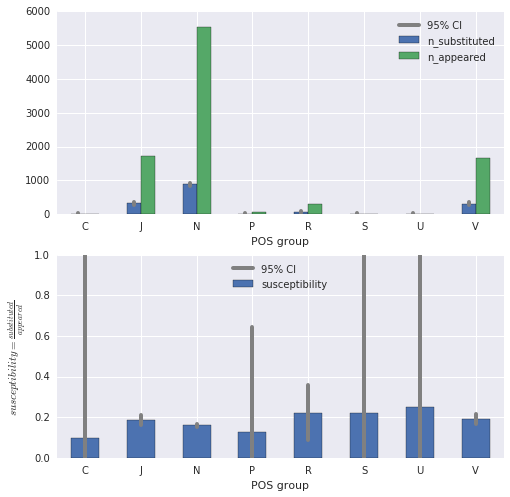 6000
5000
4000
3000
2000
1000
0
95% CI
n_substituted
n_appeared
C J N P R S U V
POS group
1.0
0.8
0.6
0.4
0.2
0.0
susceptibility = substituted / appeared
95% CI
susceptibility
C J N P R S U V
POS group